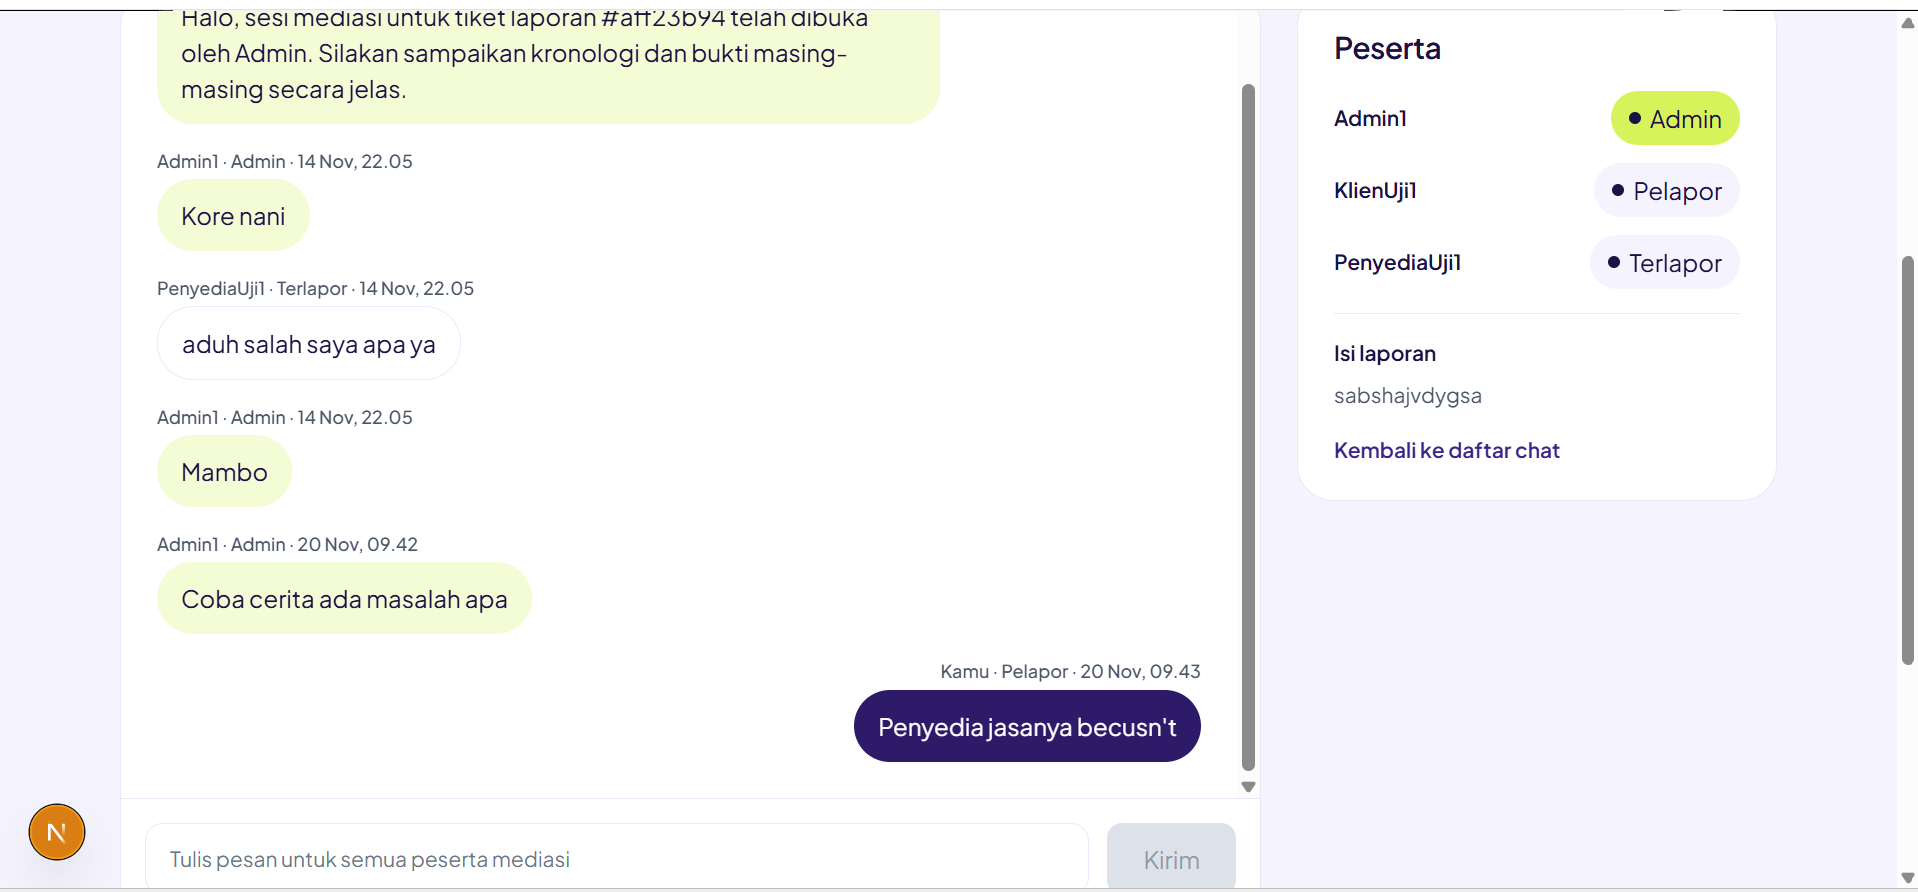 Halo, sesi mediasi untuk tiket laporan #aff23b94 telah dibuka
oleh Admin. Silakan sampaikan kronologi dan bukti masing-
masing secara jelas.
Admin1 · Admin · 14 Nov, 22.05
Kore nani
PenyediaUji1 · Terlapor · 14 Nov, 22.05
aduh salah saya apa ya
Admin1 · Admin · 14 Nov, 22.05
Mambo
Admin1 · Admin · 20 Nov, 09.42
Coba cerita ada masalah apa
Kamu · Pelapor · 20 Nov, 09.43
Penyedia jasanya becusn't
Tulis pesan untuk semua peserta mediasi
Kirim
N
Peserta
Admin1
Admin
KlienUji1
Pelapor
PenyediaUji1
Terlapor
Isi laporan
sabshajvdygsa
Kembali ke daftar chat